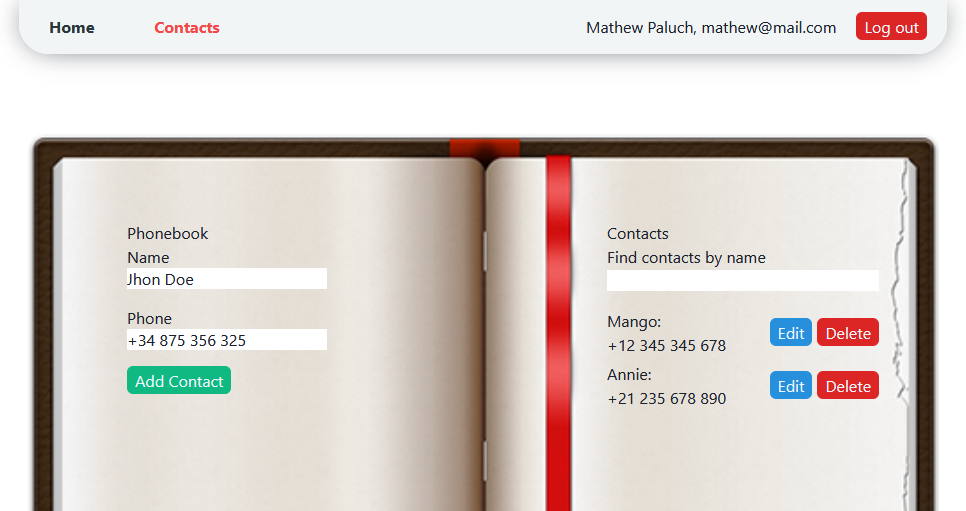 Home Contacts Mathew Paluch, mathew@mail.com Log out
Phonebook
Name
Jhon Doe
Phone
+34 875 356 325
Add Contact
Contacts
Find contacts by name
Mango:
+12 345 345 678
Edit Delete
Annie:
+21 235 678 890
Edit Delete